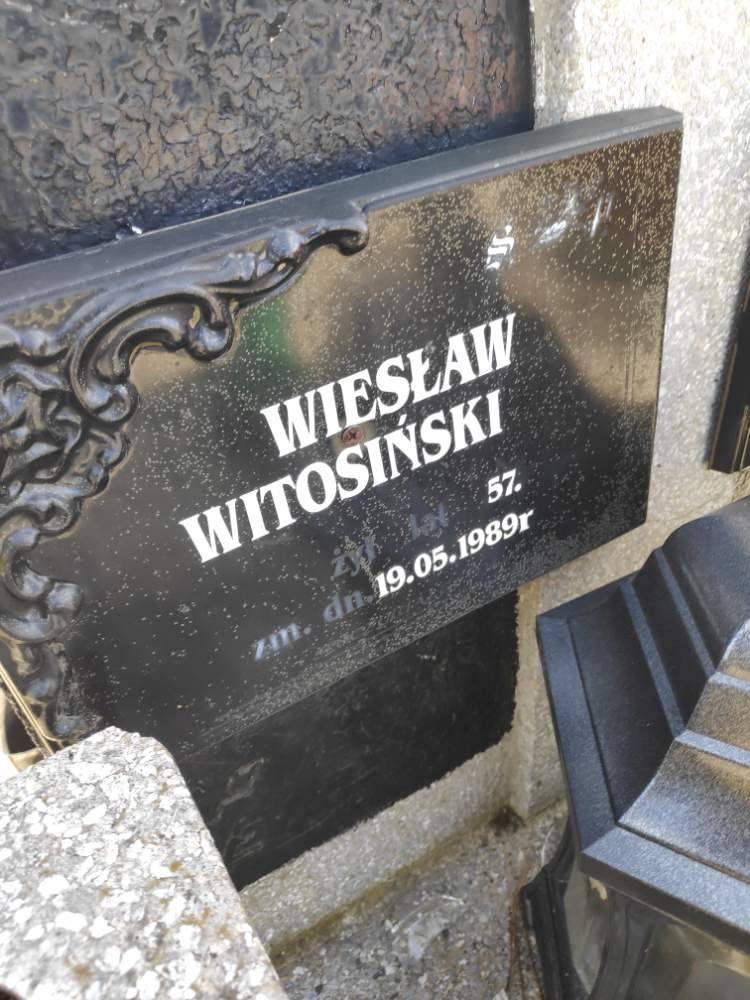 Ś
WIESŁAW
WITOSIŃSKI
żył lat 57.
zm. dn. 19.05.1989r